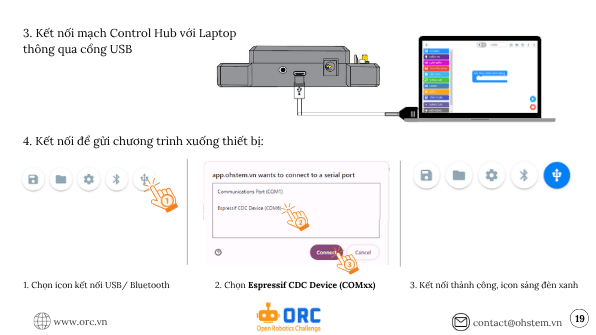 3. Kết nối mạch Control Hub với Laptop
thông qua cổng USB
4. Kết nối để gửi chương trình xuống thiết bị:
app.ohstem.vn wants to connect to a serial port
Communications Port (COM1)
Espressif CDC Device (COM6)
Connect
Cancel
1
2
3
1. Chọn icon kết nối USB/ Bluetooth
2. Chọn Espressif CDC Device (COMxx)
3. Kết nối thành công, icon sáng đèn xanh
www.orc.vn
ORC
Open Robotics Challenge
contact@ohstem.vn
19